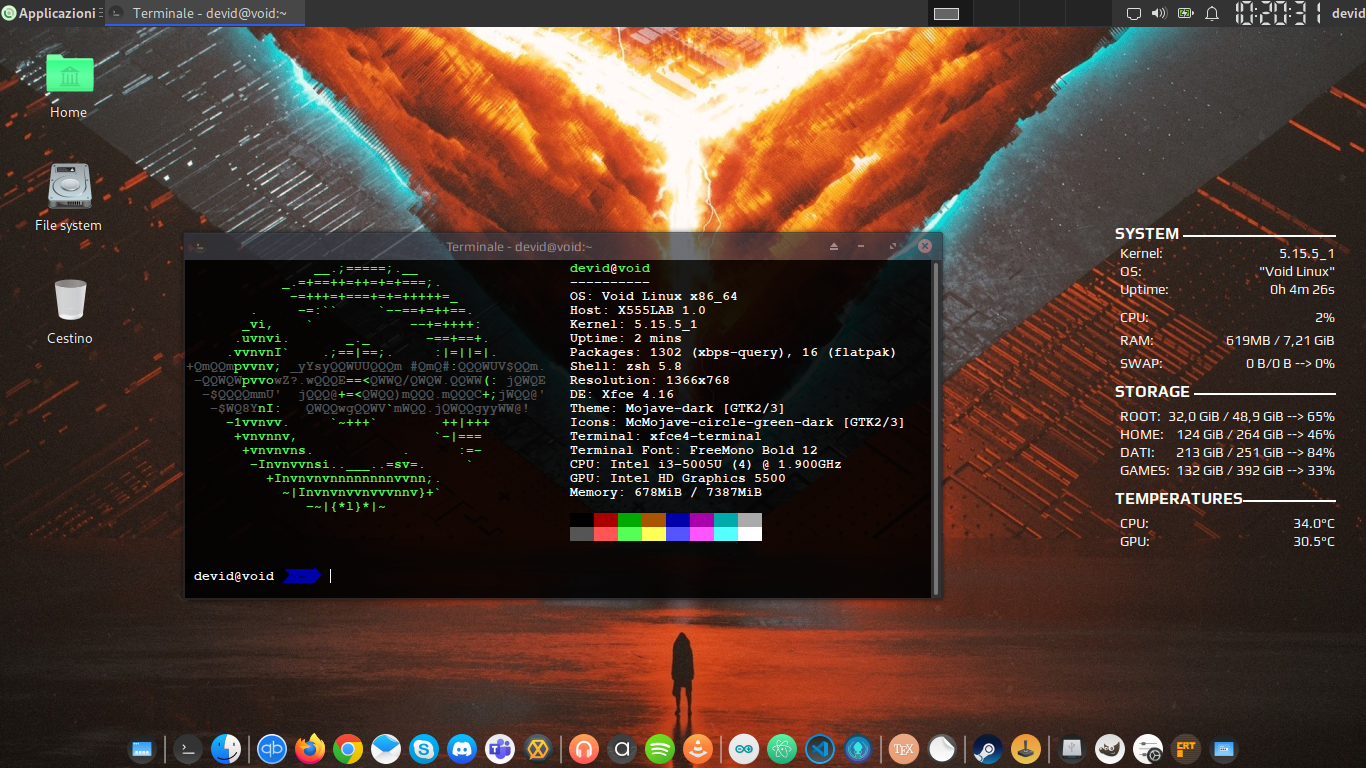 Applicazioni
Terminale - devid@void:~
10:20:31
devid
Home
File system
Cestino
Terminale - devid@void:~
devid@void
----------
OS: Void Linux x86_64
Host: X555LAB 1.0
Kernel: 5.15.5_1
Uptime: 2 mins
Packages: 1302 (xbps-query), 16 (flatpak)
Shell: zsh 5.8
Resolution: 1366x768
DE: Xfce 4.16
Theme: Mojave-dark [GTK2/3]
Icons: McMojave-circle-green-dark [GTK2/3]
Terminal: xfce4-terminal
Terminal Font: FreeMono Bold 12
CPU: Intel i3-5005U (4) @ 1.900GHz
GPU: Intel HD Graphics 5500
Memory: 678MiB / 7387MiB
devid@void
SYSTEM
Kernel: 5.15.5_1
OS: "Void Linux"
Uptime: 0h 4m 26s
CPU: 2%
RAM: 619MB / 7,21 GiB
SWAP: 0 B/0 B --> 0%
STORAGE
ROOT: 32,0 GiB / 48,9 GiB --> 65%
HOME: 124 GiB / 264 GiB --> 46%
DATI: 213 GiB / 251 GiB --> 84%
GAMES: 132 GiB / 392 GiB --> 33%
TEMPERATURES
CPU: 34.0°C
GPU: 30.5°C
qb
TEX
CRT